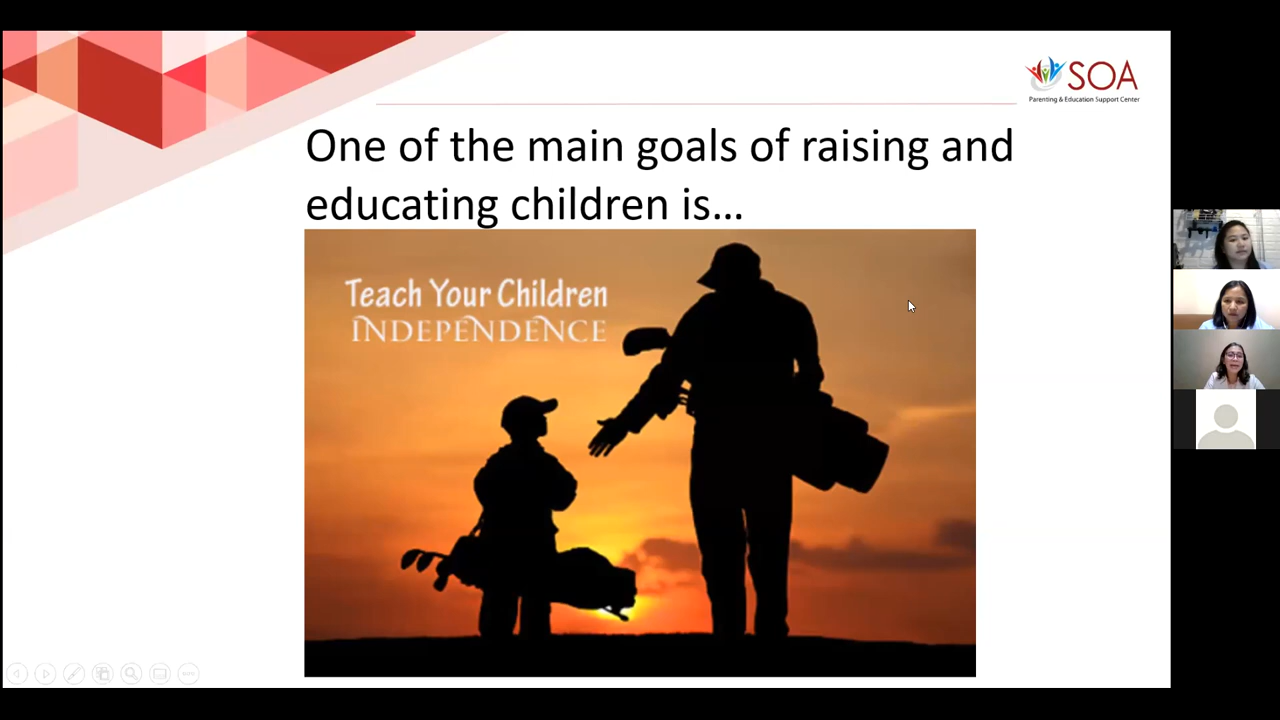 SOA
Parenting & Education Support Center
One of the main goals of raising and
educating children is...
Teach Your Children
INDEPENDENCE